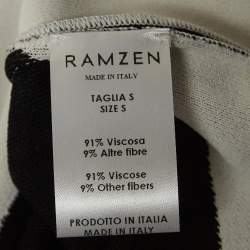 RAMZEN
MADE IN ITALY
TAGLIA S
SIZE S
91% Viscosa
9% Altre fibre
91% Viscose
9% Other fibers
PRODOTTO IN ITALIA
MADE IN ITALY